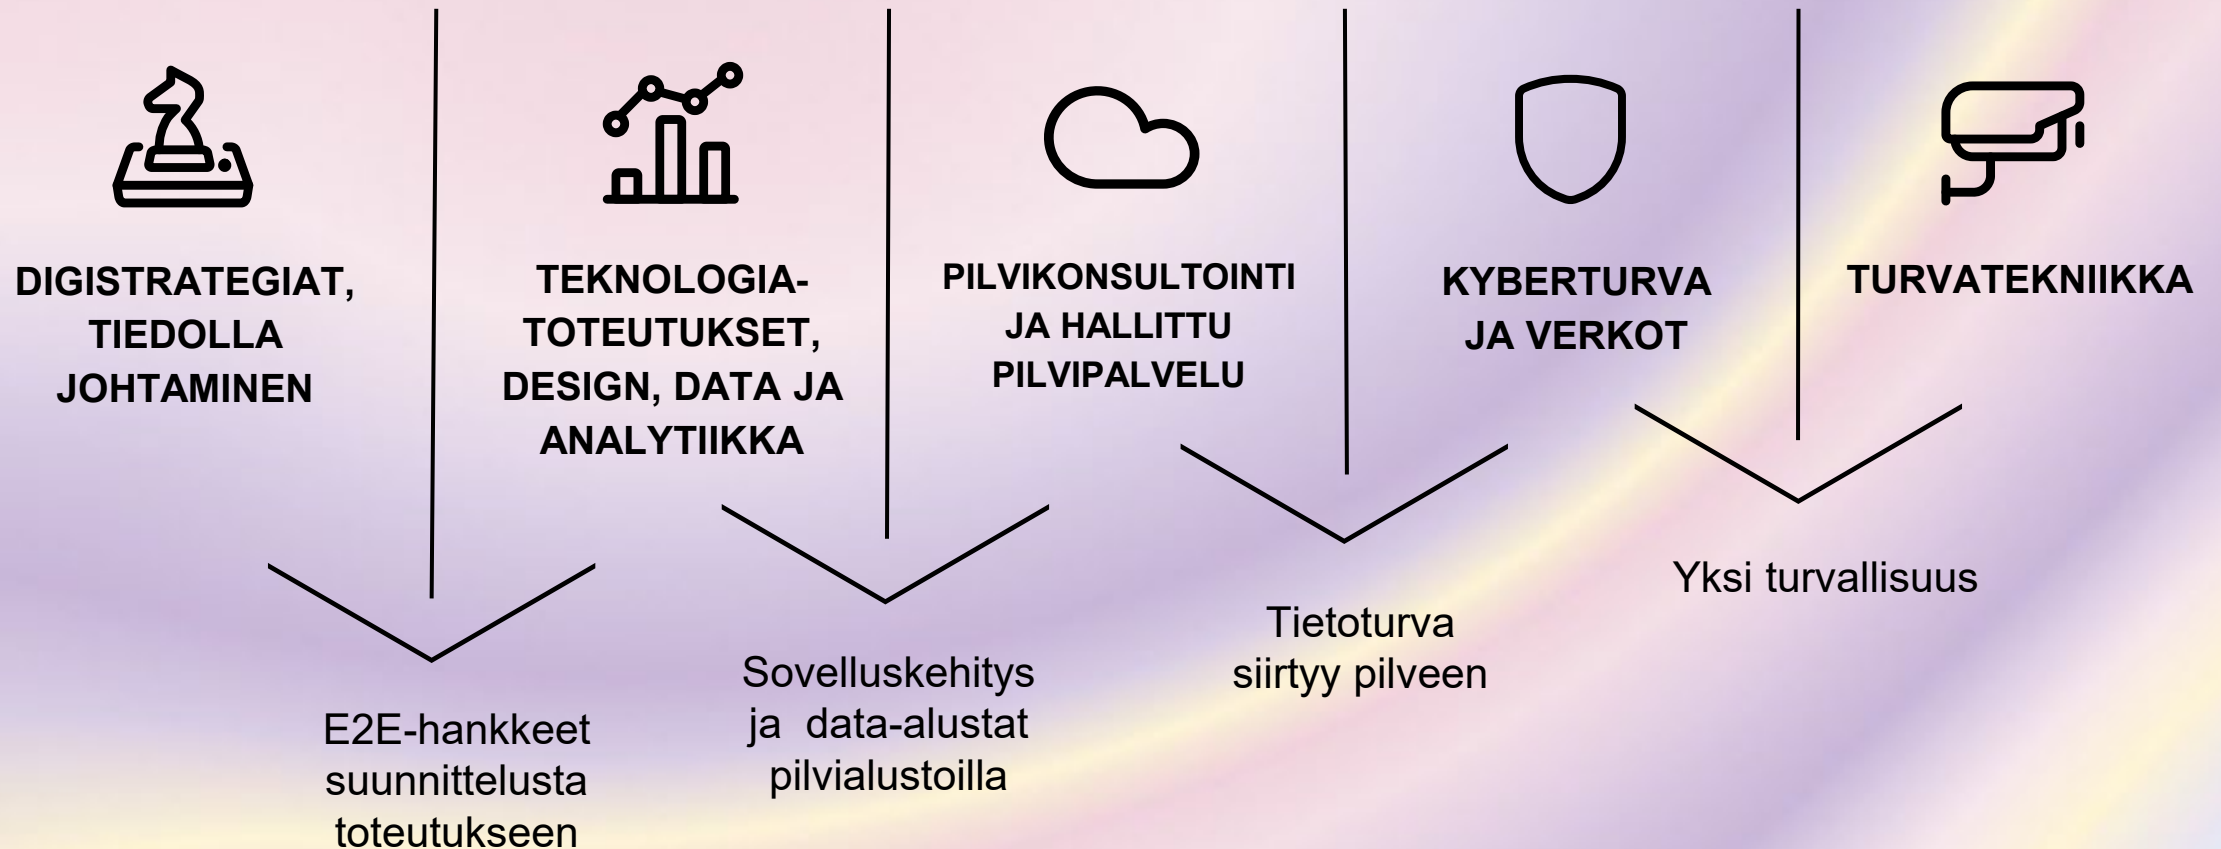 DIGISTRATEGIAT,
TIEDOLLA
JOHTAMINEN
TEKNOLOGIA-
TOTEUTUKSET,
DESIGN, DATA JA
ANALYTIIKKA
PILVIKONSULTOINTI
JA HALLITTU
PILVIPALVELU
KYBERTURVA
JA VERKOT
TURVATEKNIIKKA
E2E-hankkeet
suunnittelusta
toteutukseen
Sovelluskehitys
ja  data-alustat
pilvialustoilla
Tietoturva
siirtyy pilveen
Yksi turvallisuus